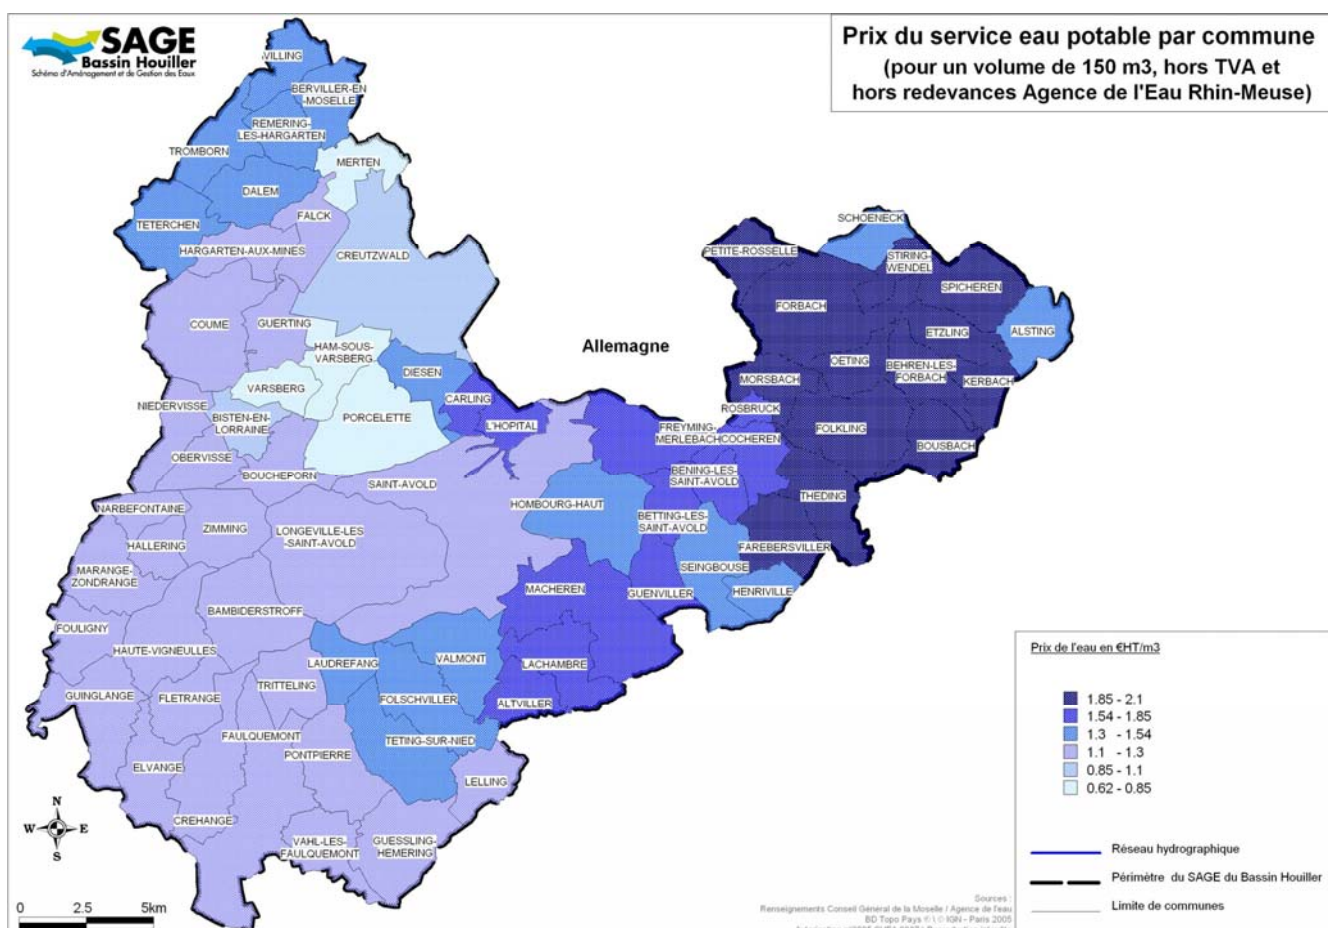 SAGE
Bassin Houiller
Schéma d'Aménagement et de Gestion des Eaux
Prix du service eau potable par commune
(pour un volume de 150 m3, hors TVA et
hors redevances Agence de l'Eau Rhin-Meuse)
VILLING
BERVILLER-EN
-MOSELLE
REMERING-
LES-HARGARTEN
TROMBORN
MERTEN
DALEM
TETERCHEN
FALCK
HARGARTEN-AUX-MINES
CREUTZWALD
SCHOENECK
PETITE-ROSSELLE
STIRING-
WENDEL
SPICHEREN
FORBACH
COUME
GUERTING
ETZLING
ALSTING
HAM-SOUS-
VARSBERG
Allemagne
OETING
BEHREN-LES-
FORBACH
KERBACH
DIESEN
MORSBACH
VARSBERG
CARLING
NIEDERVISSE
ROSBRUCK
BISTEN-EN-
LORRAINE
PORCELETTE
L'HOPITAL
FREYMING-
MERLEBACH
COCHEREN
FOLKLING
BOUSBACH
OBERVISSE
BOUCHEPORN
SAINT-AVOLD
BENING-LES-
SAINT-AVOLD
THEDING
NARBEFONTAINE
HOMBOURG-HAUT
ZIMMING
LONGEVILLE-LES
-SAINT-AVOLD
BETTING-LES-
SAINT-AVOLD
HALLERING
FAREBERSVILLER
MARANGE-
ZONDRANGE
SEINGBOUSE
MACHEREN
GUENVILLER
HENRIVILLE
BAMBIDERSTROFF
FOULIGNY
HAUTE-VIGNEULLES
LAUDREFANG
VALMONT
LACHAMBRE
TRITTELING
GUINGLANGE
FLETRANGE
FOLSCHVILLER
ALTVILLER
FAULQUEMONT
TETING-SUR-NIED
PONTPIERRE
ELVANGE
LELLING
CREHANGE
VAHL-LES-
FAULQUEMONT
GUESSLING-
HEMERING
N
W
E
S
0 2.5 5km
Prix de l'eau en €HT/m3
1.85 - 2.1
1.54 - 1.85
1.3 - 1.54
1.1 - 1.3
0.85 - 1.1
0.62 - 0.85
Réseau hydrographique
Périmètre du SAGE du Bassin Houiller
Limite de communes
Sources :
Renseignements Conseil Général de la Moselle / Agence de l'eau
BD Topo Pays © \ © IGN - Paris 2005